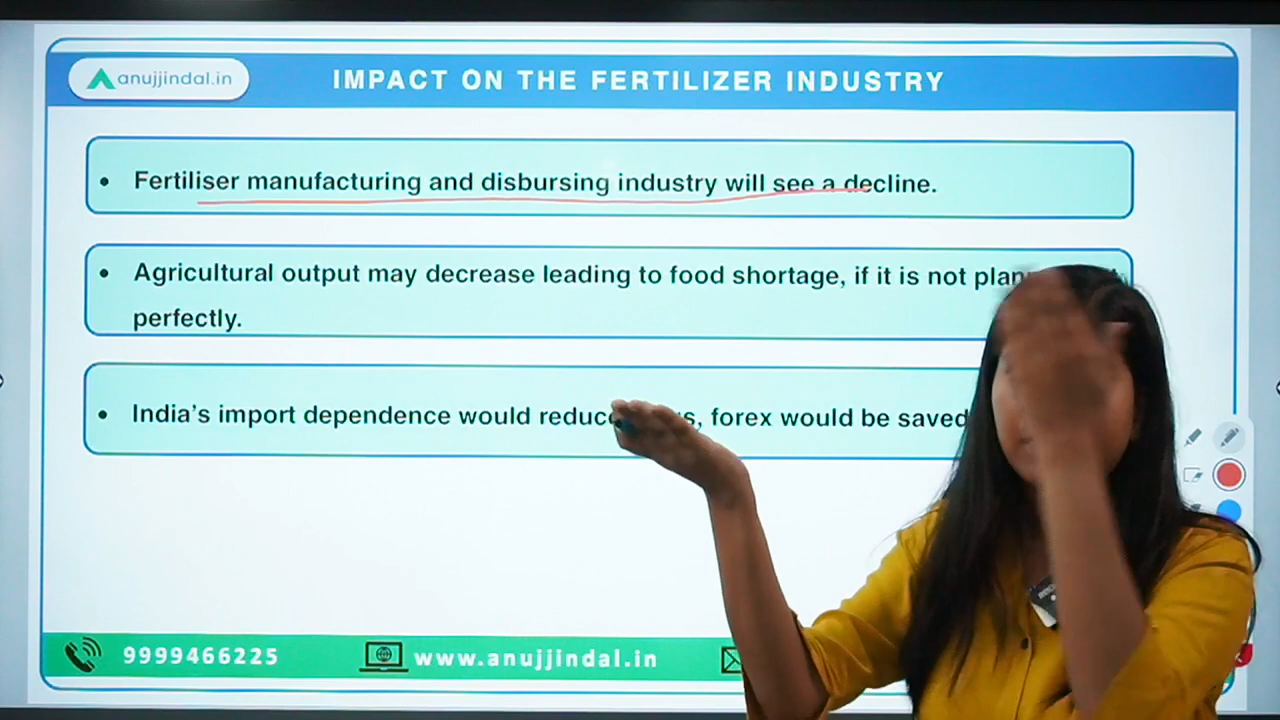 anujjindal.in
IMPACT ON THE FERTILIZER INDUSTRY
• Fertiliser manufacturing and disbursing industry will see a decline.
• Agricultural output may decrease leading to food shortage, if it is not
perfectly.
• India's import dependence would forex would be saved
9999466225
www.anujjindal.in